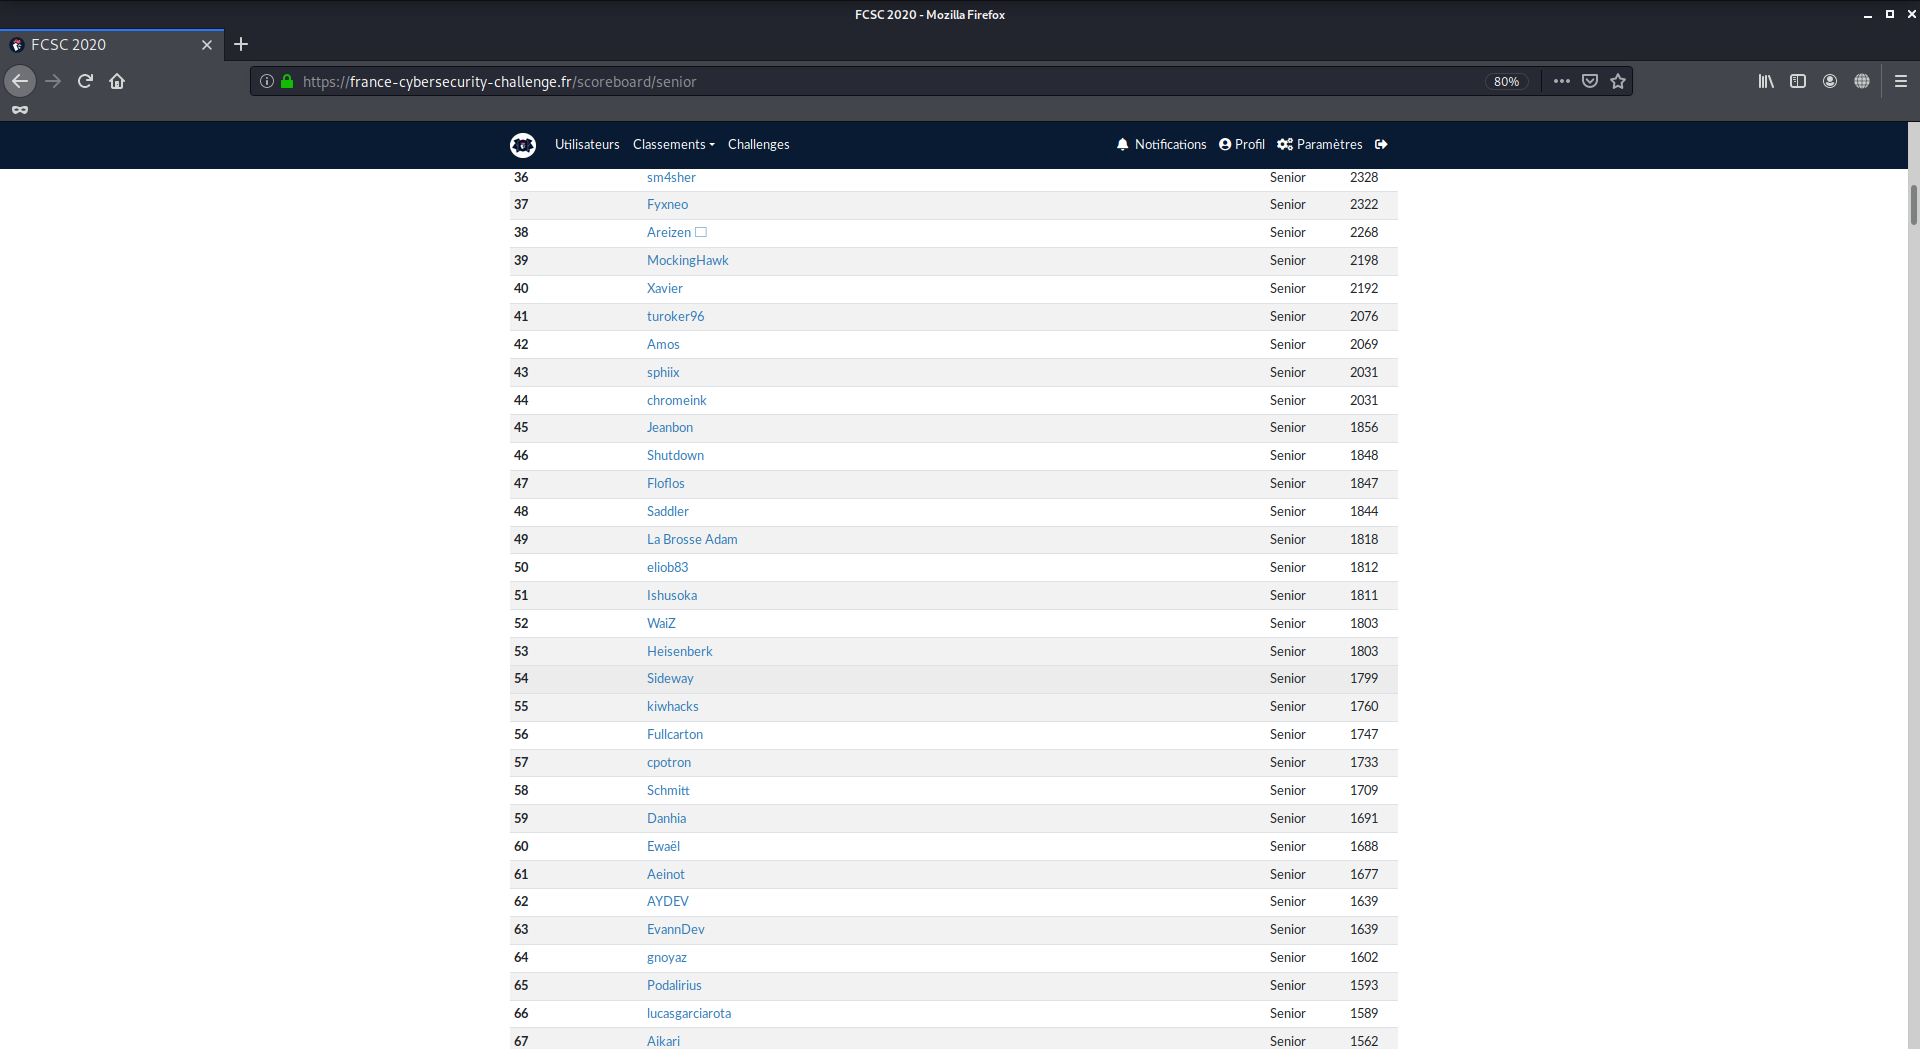 FCSC 2020 - Mozilla Firefox
FCSC 2020
https://france-cybersecurity-challenge.fr/scoreboard/senior 80%
Utilisateurs Classements Challenges Notifications Profil Paramètres
36 sm4sher Senior 2328
37 Fyxneo Senior 2322
38 Areizen Senior 2268
39 MockingHawk Senior 2198
40 Xavier Senior 2192
41 turoker96 Senior 2076
42 Amos Senior 2069
43 sphiix Senior 2031
44 chromeink Senior 2031
45 Jeanbon Senior 1856
46 Shutdown Senior 1848
47 Floflos Senior 1847
48 Saddler Senior 1844
49 La Brosse Adam Senior 1818
50 eliob83 Senior 1812
51 Ishusoka Senior 1811
52 WaiZ Senior 1803
53 Heisenberk Senior 1803
54 Sideway Senior 1799
55 kiwhacks Senior 1760
56 Fullcarton Senior 1747
57 cpotron Senior 1733
58 Schmitt Senior 1709
59 Danhia Senior 1691
60 Ewaël Senior 1688
61 Aeinot Senior 1677
62 AYDEV Senior 1639
63 EvannDev Senior 1639
64 gnoyaz Senior 1602
65 Podalirius Senior 1593
66 lucasgarciarota Senior 1589
67 Aikari Senior 1562